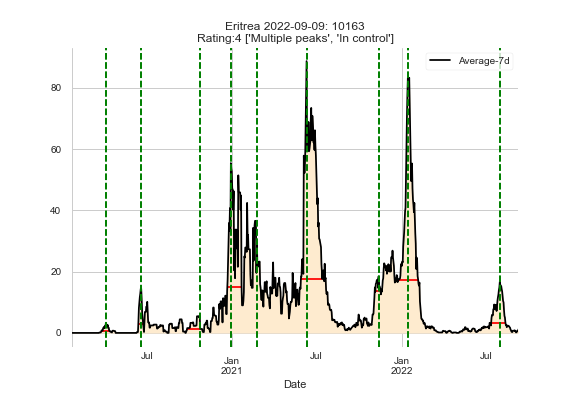 Eritrea 2022-09-09: 10163
Rating:4 ['Multiple peaks', 'In control']
Average-7d
80
60
40
20
0
Jul
Jan
2021
Jul
Jan
2022
Jul
Date